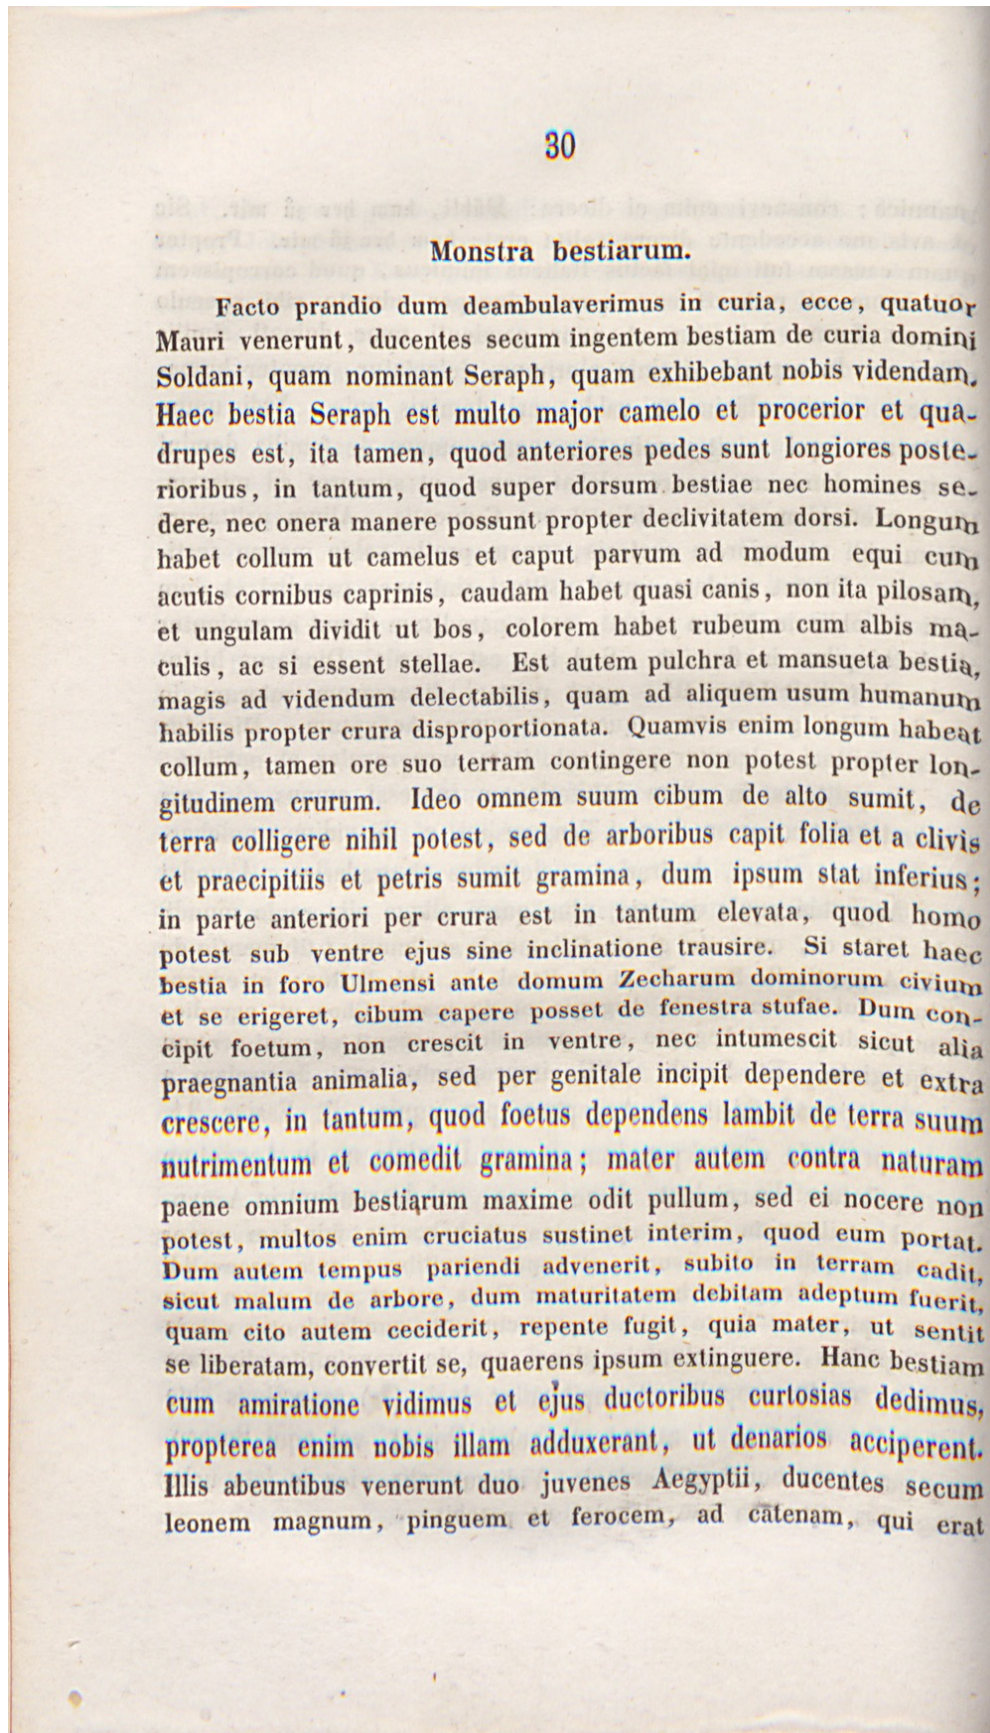 30
Monstra bestiarum.
Facto prandio dum deambulaverimus in curia, ecce, quatuor
Mauri venerunt, ducentes secum ingentem bestiam de curia domini
Soldani, quam nominant Seraph, quam exhibebant nobis videndam.
Haec bestia Seraph est multo major camelo et procerior et qua-
drupes est, ita tamen, quod anteriores pedes sunt longiores poste-
rioribus, in tantum, quod super dorsum bestiae nec homines se-
dere, nec onera manere possunt propter declivitatem dorsi. Longum
habet collum ut camelus et caput parvum ad modum equi cum
acutis cornibus caprinis, caudam habet quasi canis, non ita pilosam,
et ungulam dividit ut bos, colorem habet rubeum cum albis ma-
culis, ac si essent stellae. Est autem pulchra et mansueta bestia,
magis ad videndum delectabilis, quam ad aliquem usum humanum
habilis propter crura disproportionata. Quamvis enim longum habeat
collum, tamen ore suo terram contingere non potest propter lon-
gitudinem crurum. Ideo omnem suum cibum de alto sumit, de
terra colligere nihil potest, sed de arboribus capit folia et a clivis
et praecipitiis et petris sumit gramina, dum ipsum stat inferius;
in parte anteriori per crura est in tantum elevata, quod homo
potest sub ventre ejus sine inclinatione trausire. Si staret haec
bestia in foro Ulmensi ante domum Zecharum dominorum civium
et se erigeret, cibum capere posset de fenestra stufae. Dum con-
cipit foetum, non crescit in ventre, nec intumescit sicut alia
praegnantia animalia, sed per genitale incipit dependere et extra
crescere, in tantum, quod foetus dependens lambit de terra suum
nutrimentum et comedit gramina; mater autem contra naturam
paene omnium bestiarum maxime odit pullum, sed ei nocere non
potest, multos enim cruciatus sustinet interim, quod eum portat.
Dum autem tempus pariendi advenerit, subito in terram cadit,
sicut malum de arbore, dum maturitatem debitam adeptum fuerit,
quam cito autem ceciderit, repente fugit, quia mater, ut sentit
se liberatam, convertit se, quaerens ipsum extinguere. Hanc bestiam
cum amiratione vidimus et ejus ductoribus curtosias dedimus,
propterea enim nobis illam adduxerant, ut denarios acciperent.
Illis abeuntibus venerunt duo juvenes Aegyptii, ducentes secum
leonem magnum, pinguem et ferocem, ad catenam, qui erat